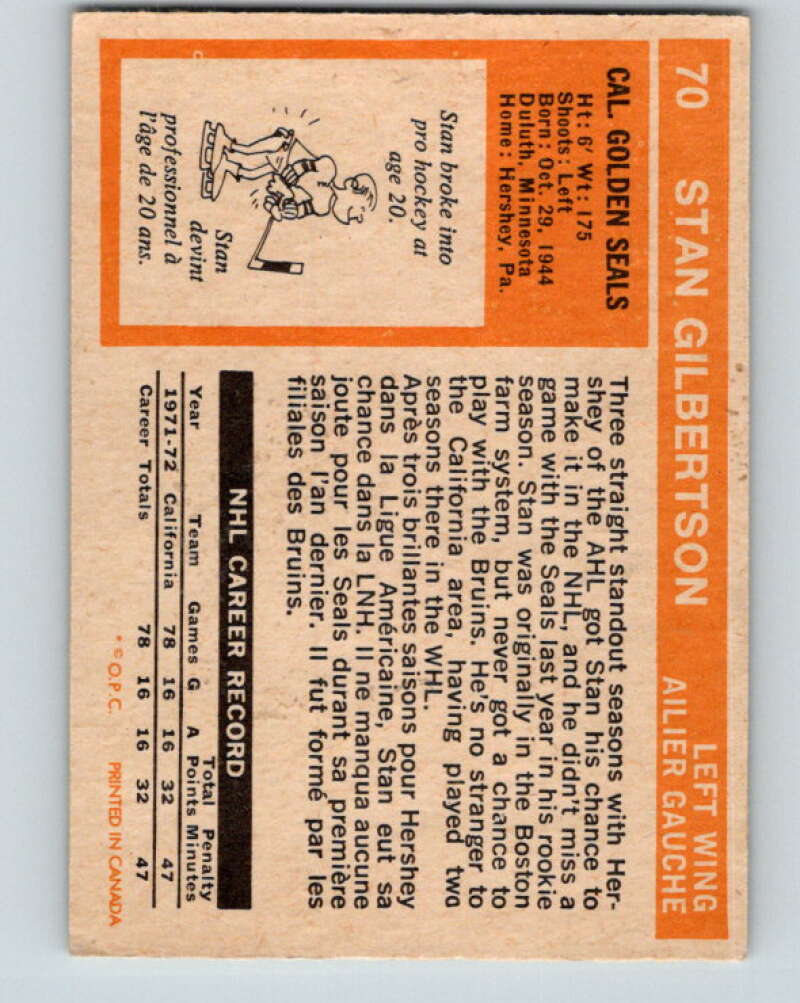 70 STAN GILBERTSON
LEFT WING
AILIER GAUCHE
CAL. GOLDEN SEALS
Ht: 6' Wt: 175
Shoots: Left
Born: Oct. 29, 1944
Duluth, Minnesota
Home: Hershey, Pa.
Stan broke into
pro hockey at
age 20.
Stan
devint
professionnel à
l'âge de 20 ans.
Three straight standout seasons with Her-
shey of the AHL got Stan his chance to
make it in the NHL, and he didn't miss a
game with the Seals last year in his rookie
season. Stan was originally in the Boston
farm system, but never got a chance to
play with the Bruins. He's no stranger to
the California area, having played two
seasons there in the WHL.
Après trois brillantes saisons pour Hershey
dans la Ligue Américaine, Stan eut sa
chance dans la LNH. Il ne manqua aucune
joute pour les Seals durant sa première
saison l'an dernier. Il fut formé par les
filiales des Bruins.
NHL CAREER RECORD
Total Penalty
Year Team Games G A Points Minutes
1971-72 California 78 16 16 32 47
Career Totals 78 16 16 32 47
* © O.P.C. PRINTED IN CANADA